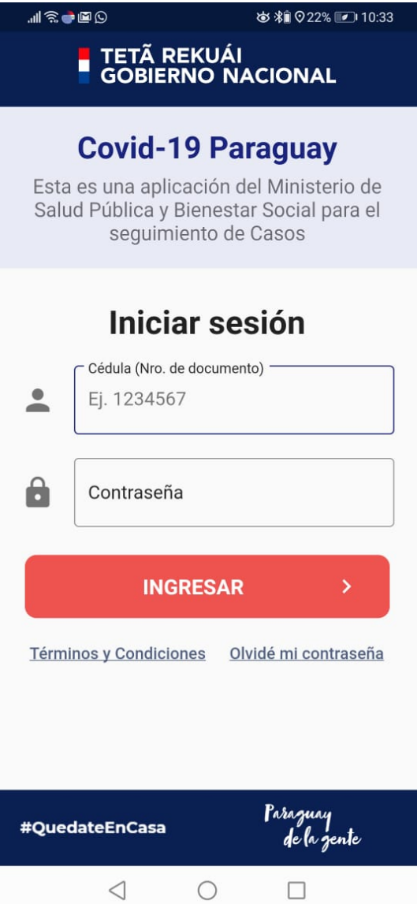 22% 10:33
TETÃ REKUÁI
GOBIERNO NACIONAL
Covid-19 Paraguay
Esta es una aplicación del Ministerio de
Salud Pública y Bienestar Social para el
seguimiento de Casos
Iniciar sesión
Cédula (Nro. de documento)
Ej. 1234567
Contraseña
INGRESAR
Términos y Condiciones Olvidé mi contraseña
#QuedateEnCasa
Paraguay
de la gente